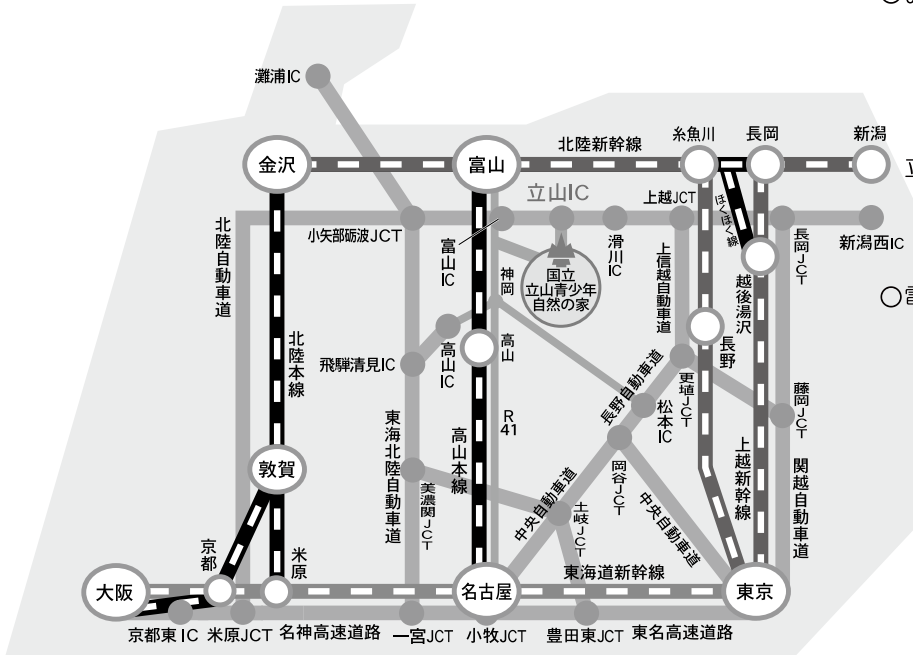 灘浦IC
金沢
富山
北陸新幹線
糸魚川
長岡
新潟
立山IC
上越JCT
ほくほく線
小矢部砺波JCT
富山IC
滑川IC
長岡JCT
新潟西IC
北陸自動車道
上信越自動車道
国立
立山青少年
自然の家
神岡
越後湯沢
北陸本線
飛騨清見IC
高山IC
高山
長野
更埴JCT
長野自動車道
松本IC
藤岡JCT
東海北陸自動車道
高山本線
R41
岡谷JCT
上越新幹線
関越自動車道
敦賀
美濃関JCT
中央自動車道
土岐JCT
中央自動車道
京都
米原
大阪
名古屋
東海道新幹線
東京
京都東IC
米原JCT
名神高速道路
一宮JCT
小牧JCT
豊田東JCT
東名高速道路